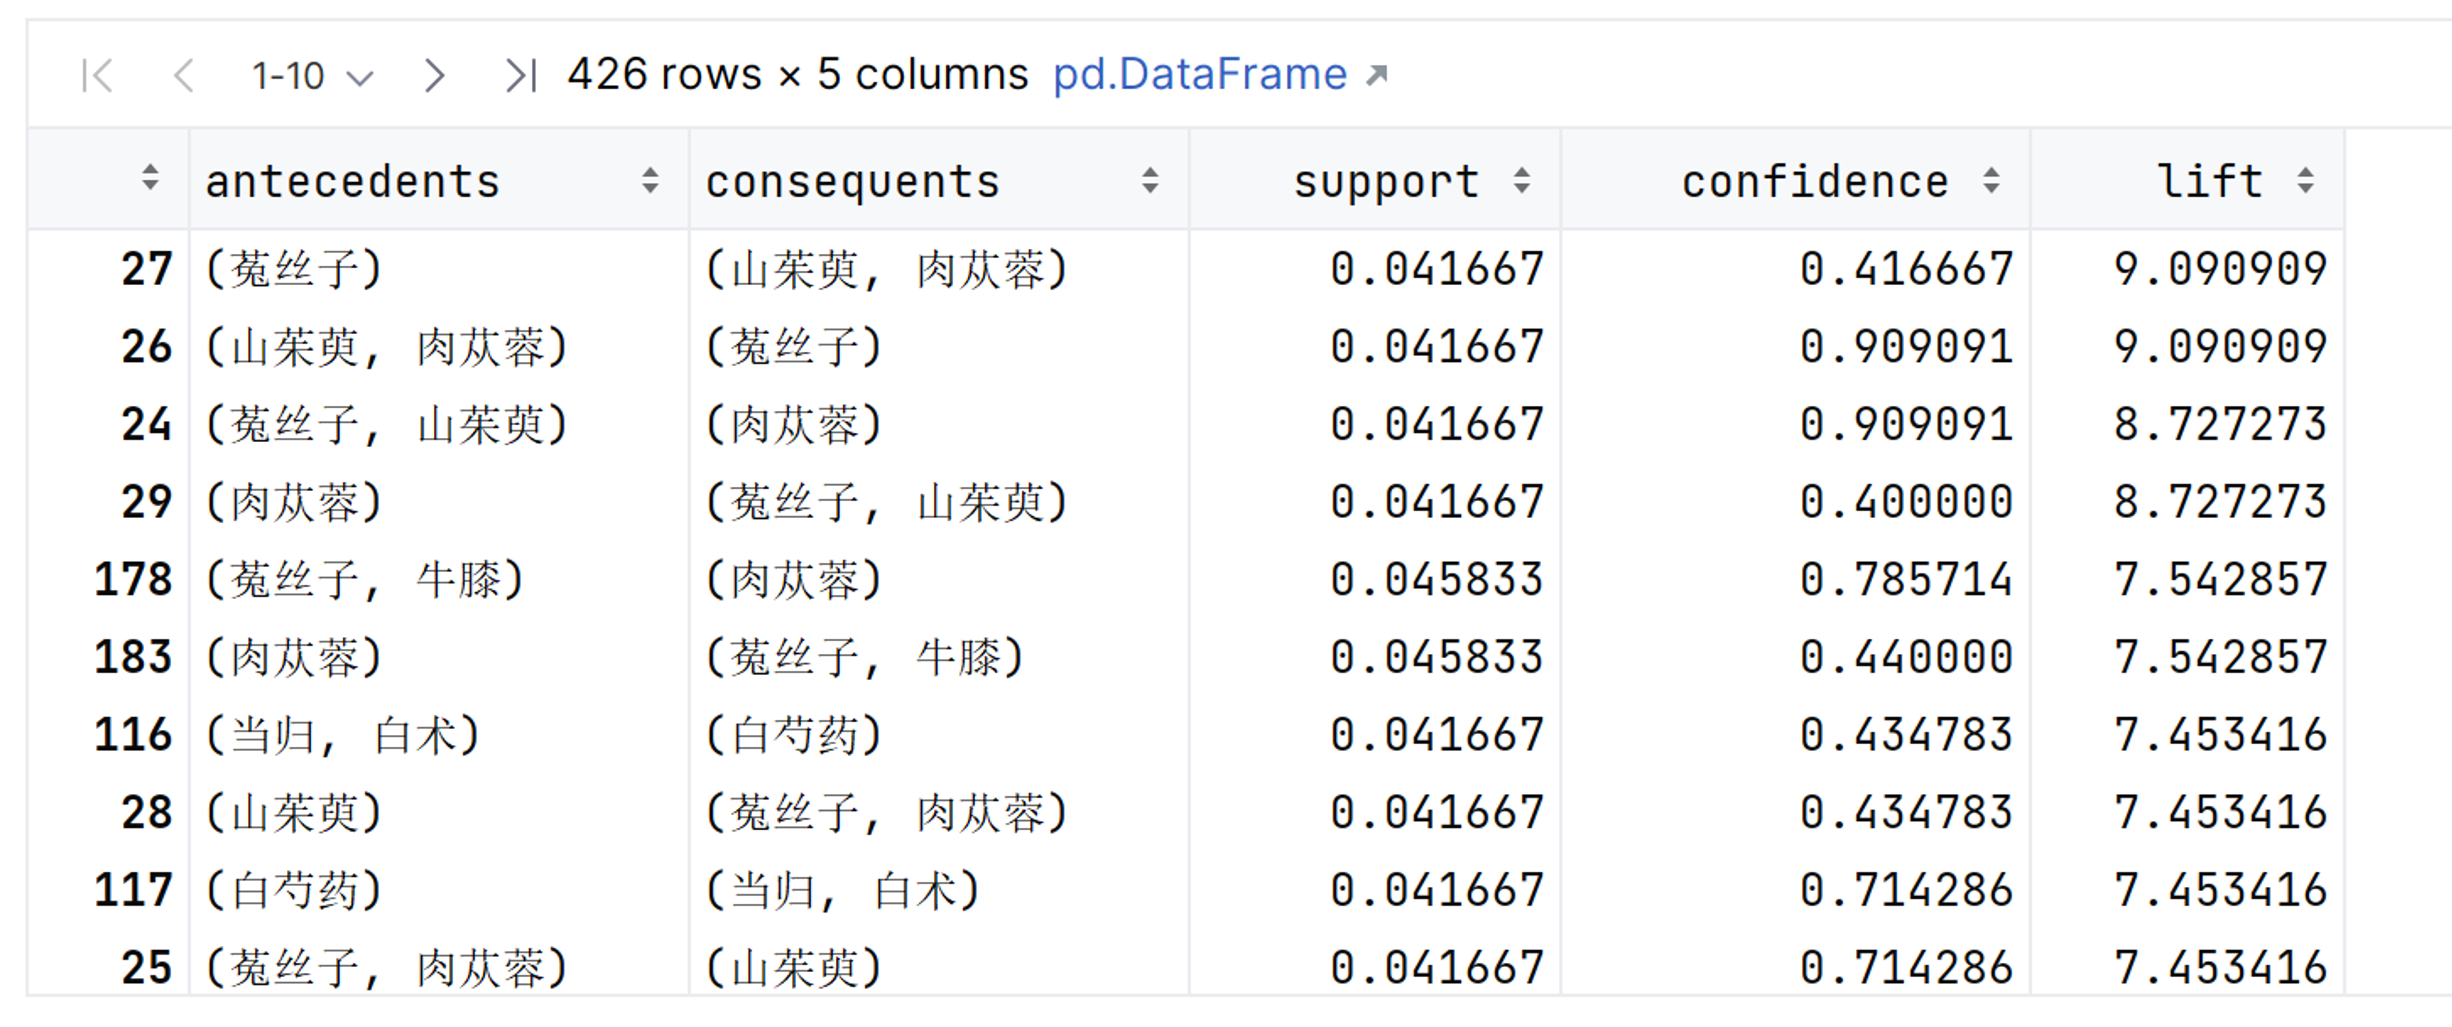 1-10 426 rows × 5 columns pd.DataFrame
antecedents consequents support confidence lift
27 (菟丝子) (山茱萸, 肉苁蓉) 0.041667 0.416667 9.090909
26 (山茱萸, 肉苁蓉) (菟丝子) 0.041667 0.909091 9.090909
24 (菟丝子, 山茱萸) (肉苁蓉) 0.041667 0.909091 8.727273
29 (肉苁蓉) (菟丝子, 山茱萸) 0.041667 0.400000 8.727273
178 (菟丝子, 牛膝) (肉苁蓉) 0.045833 0.785714 7.542857
183 (肉苁蓉) (菟丝子, 牛膝) 0.045833 0.440000 7.542857
116 (当归, 白术) (白芍药) 0.041667 0.434783 7.453416
28 (山茱萸) (菟丝子, 肉苁蓉) 0.041667 0.434783 7.453416
117 (白芍药) (当归, 白术) 0.041667 0.714286 7.453416
25 (菟丝子, 肉苁蓉) (山茱萸) 0.041667 0.714286 7.453416